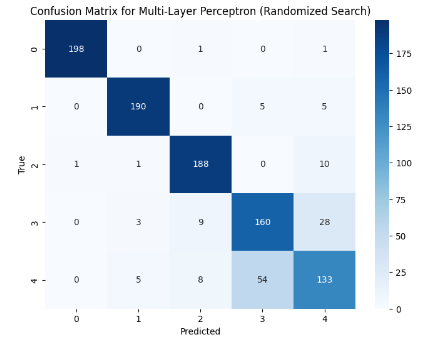 Confusion Matrix for Multi-Layer Perceptron (Randomized Search)
0 198 0 1 0 1
1 0 190 0 5 5
2 1 1 188 0 10
3 0 3 9 160 28
4 0 5 8 54 133
0 1 2 3 4
True
Predicted
175
150
125
100
75
50
25
0